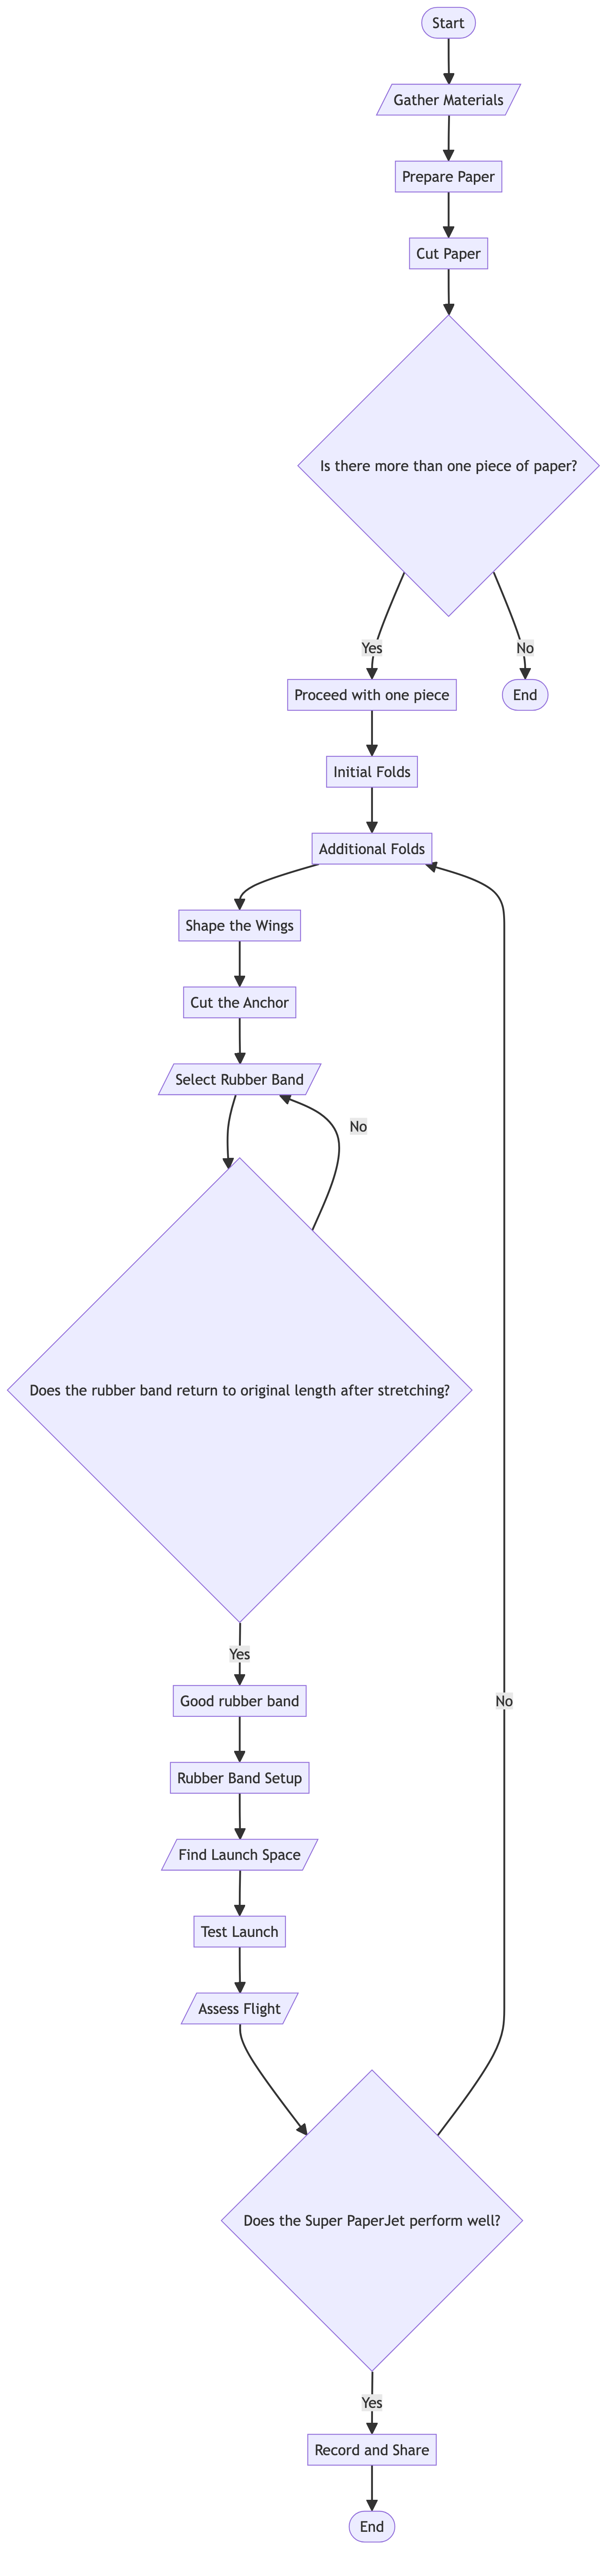 Start
Gather Materials
Prepare Paper
Cut Paper
Is there more than one piece of paper?
Yes
No
Proceed with one piece
End
Initial Folds
Additional Folds
Shape the Wings
Cut the Anchor
Select Rubber Band
No
Does the rubber band return to original length after stretching?
Yes
Good rubber band
No
Rubber Band Setup
Find Launch Space
Test Launch
Assess Flight
Does the Super PaperJet perform well?
Yes
Record and Share
End